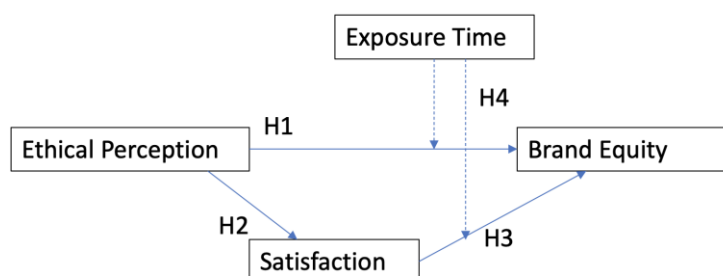 Exposure Time
H4
H1
Ethical Perception
Brand Equity
H2
H3
Satisfaction